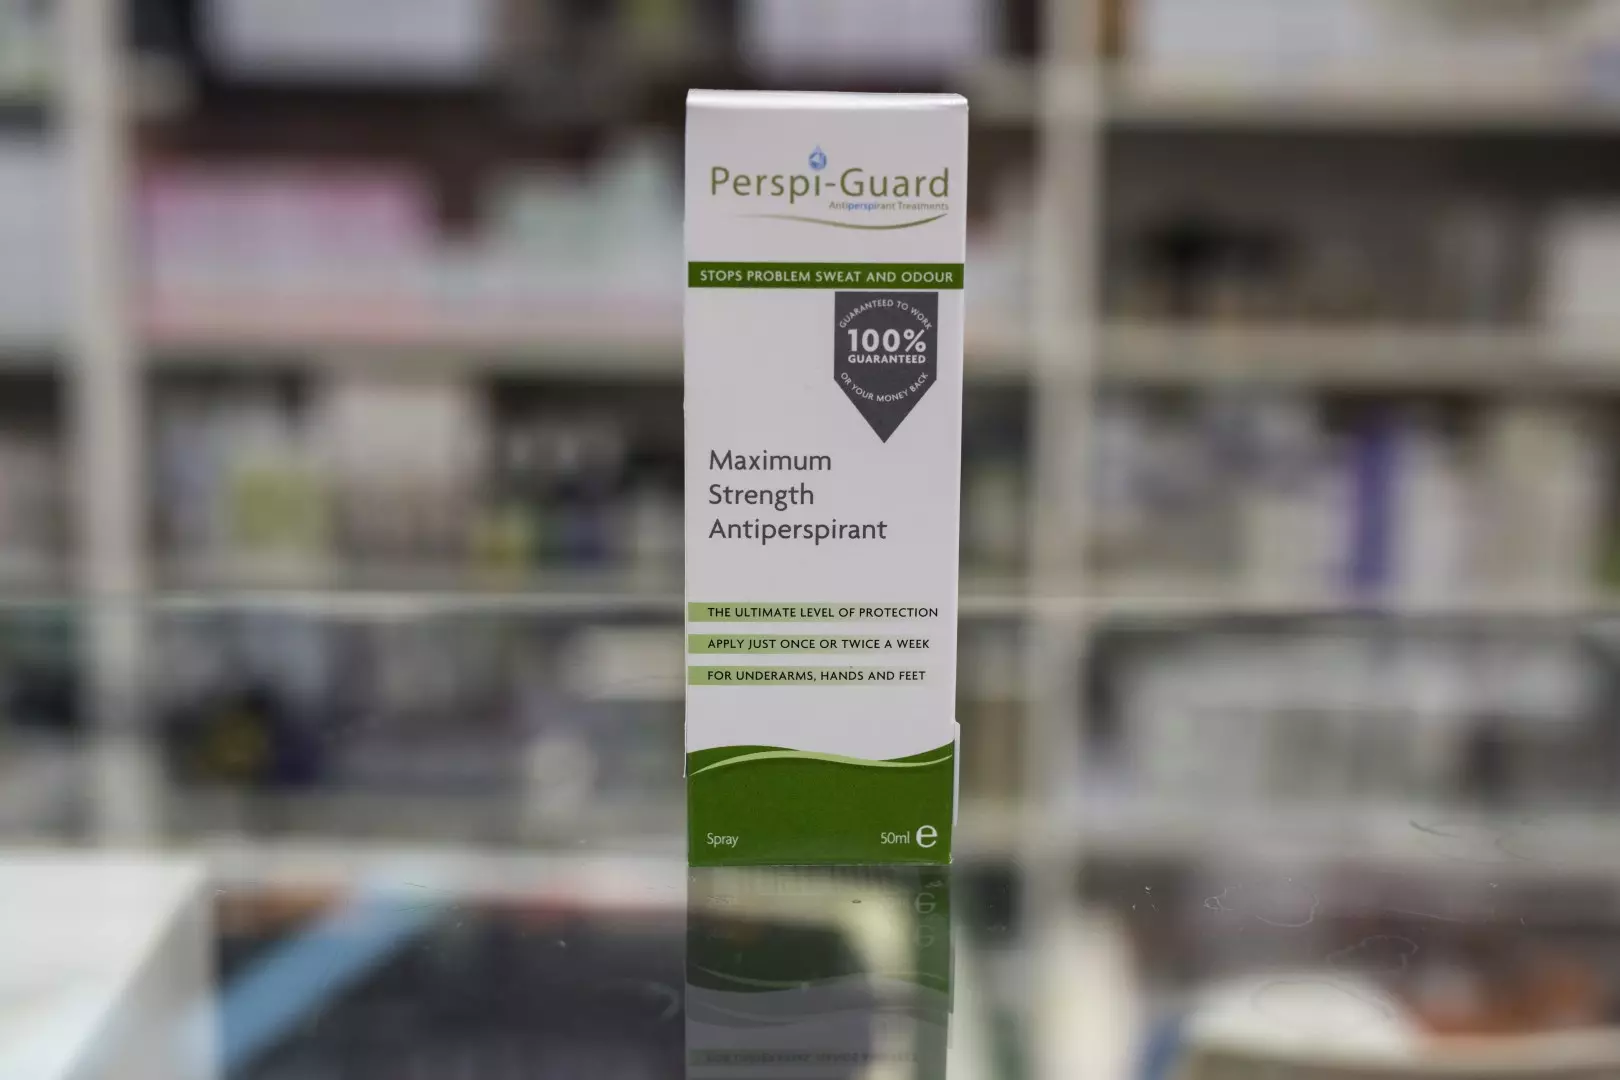 Perspi-Guard
Antiperspirant Treatments
STOPS PROBLEM SWEAT AND ODOUR
GUARANTEED TO WORK
100%
GUARANTEED
OR YOUR MONEY BACK
Maximum
Strength
Antiperspirant
THE ULTIMATE LEVEL OF PROTECTION
APPLY JUST ONCE OR TWICE A WEEK
FOR UNDERARMS, HANDS AND FEET
Spray 50ml ℮